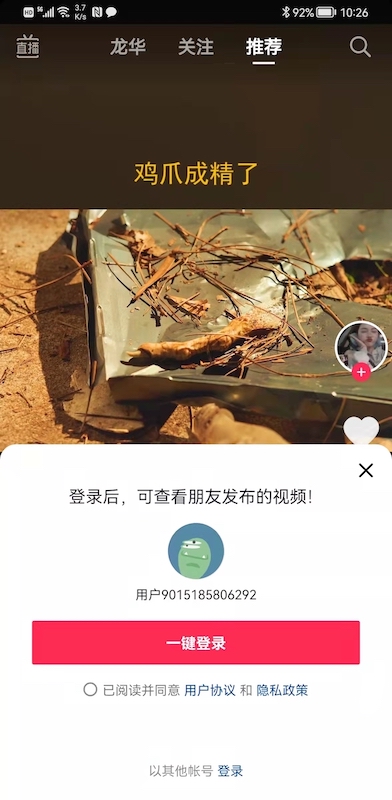 HD 5G 3.7 K/s 92% 10:26
直播 龙华 关注 推荐
鸡爪成精了
登录后，可查看朋友发布的视频！
用户9015185806292
一键登录
已阅读并同意 用户协议 和 隐私政策
以其他帐号 登录